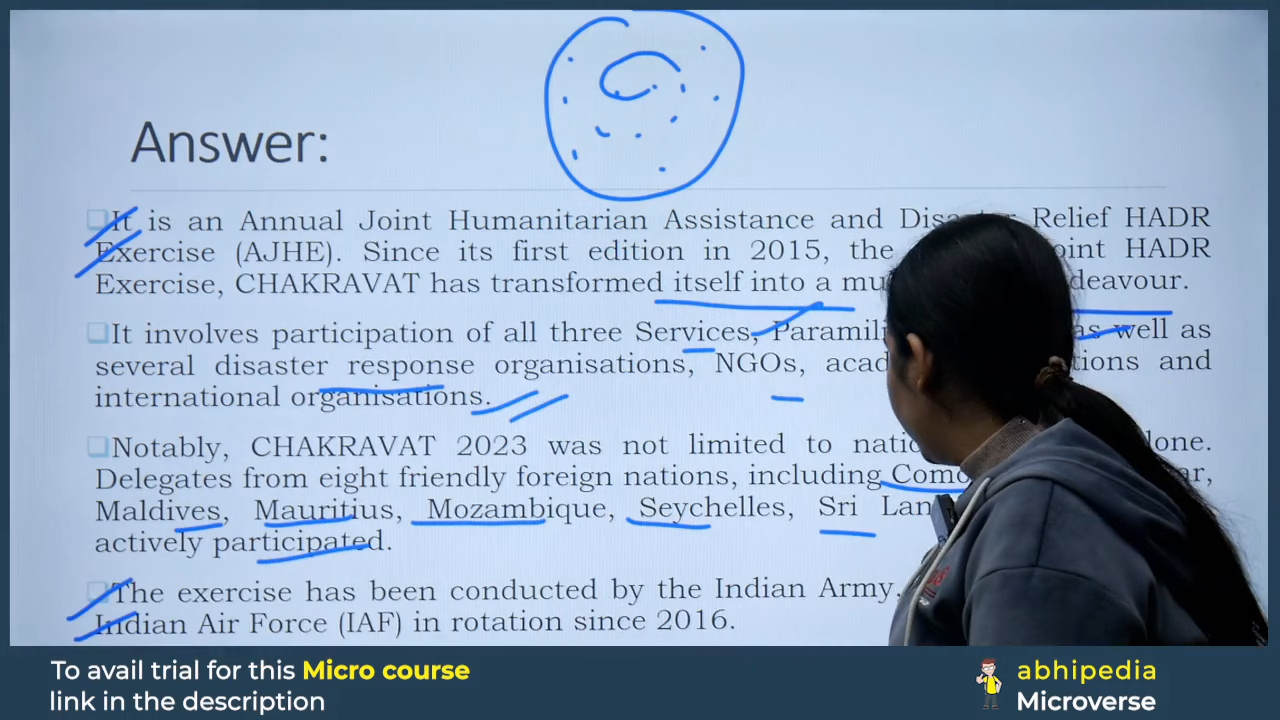 Answer:
It is an Annual Joint Humanitarian Assistance and Disaster Relief HADR
Exercise (AJHE). Since its first edition in 2015, the oint HADR
Exercise, CHAKRAVAT has transformed itself into a mu deavour.
It involves participation of all three Services, Paramili as well as
several disaster response organisations, NGOs, acad tions and
international organisations.
Notably, CHAKRAVAT 2023 was not limited to natio lone.
Delegates from eight friendly foreign nations, including Como ar,
Maldives, Mauritius, Mozambique, Seychelles, Sri Lan
actively participated.
The exercise has been conducted by the Indian Army,
Indian Air Force (IAF) in rotation since 2016.
To avail trial for this Micro course
link in the description
abhipedia
Microverse